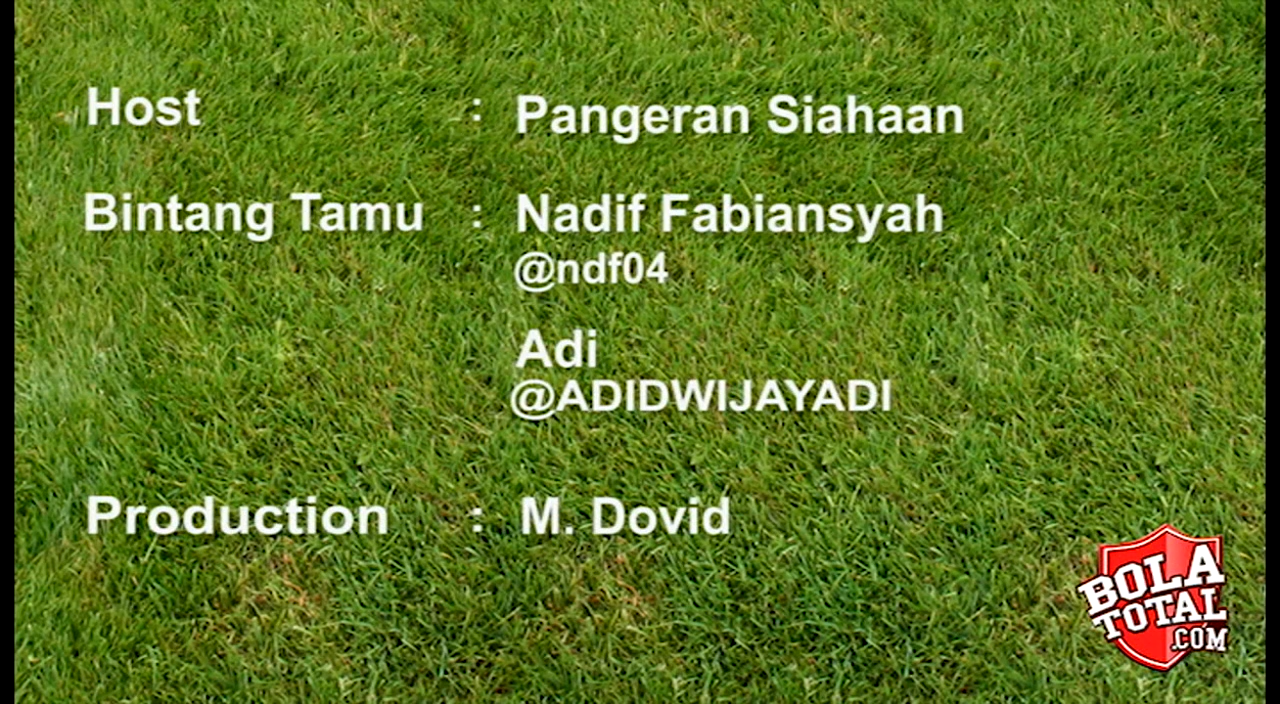 Host : Pangeran Siahaan
Bintang Tamu : Nadif Fabiansyah
@ndf04
Adi
@ADIDWIJAYADI
Production : M. Dovid
BOLA
TOTAL
.COM